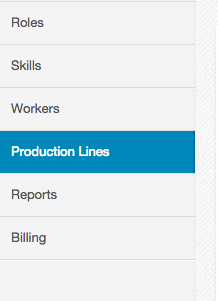 Roles
Skills
Workers
Production Lines
Reports
Billing